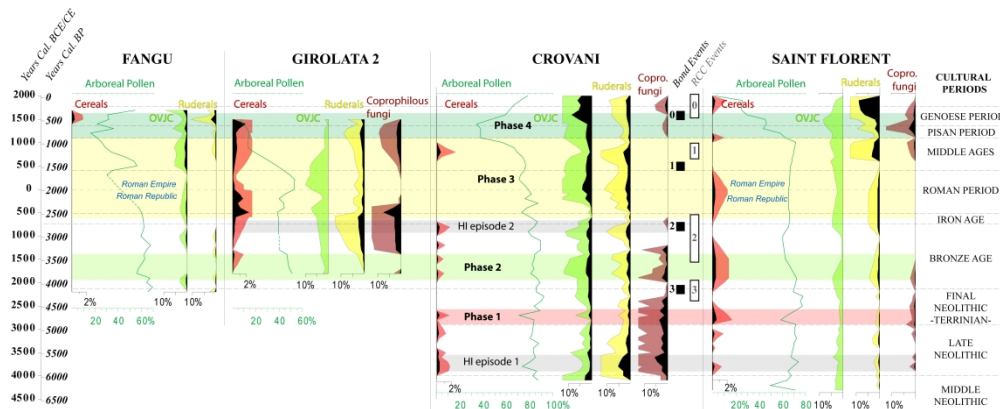 Years Cal. BCE/CE
Years Cal. BP
FANGU
GIROLATA 2
CROVANI
Bond Events
RCC Events
SAINT FLORENT
CULTURAL
PERIODS
Arboreal Pollen
Cereals
Ruderals
OVJC
Arboreal Pollen
Cereals
Ruderals
OVJC
Coprophilous
fungi
Arboreal Pollen
Cereals
OVJC
Ruderals
Copro.
fungi
Arboreal Pollen
Cereals
OVJC
Ruderals
Copro.
fungi
2000 0
1500 500
1000 1000
500 1500
0 2000
500 2500
1000 3000
1500 3500
2000 4000
2500 4500
3000 5000
3500 5500
4000 6000
4500 6500
Roman Empire
Roman Republic
Roman Empire
Roman Republic
Phase 4
Phase 3
HI episode 2
Phase 2
Phase 1
HI episode 1
0
1
2
3
0
1
2
3
GENOESE PERIOD
PISAN PERIOD
MIDDLE AGES
ROMAN PERIOD
IRON AGE
BRONZE AGE
FINAL
NEOLITHIC
-TERRINIAN-
LATE
NEOLITHIC
MIDDLE
NEOLITHIC
2% 10% 10%
20 40 60%
2% 10% 10% 10%
20 40 60%
2% 10% 10% 10%
20 40 60 80 100%
2% 10% 10% 10%
20% 40 60 80